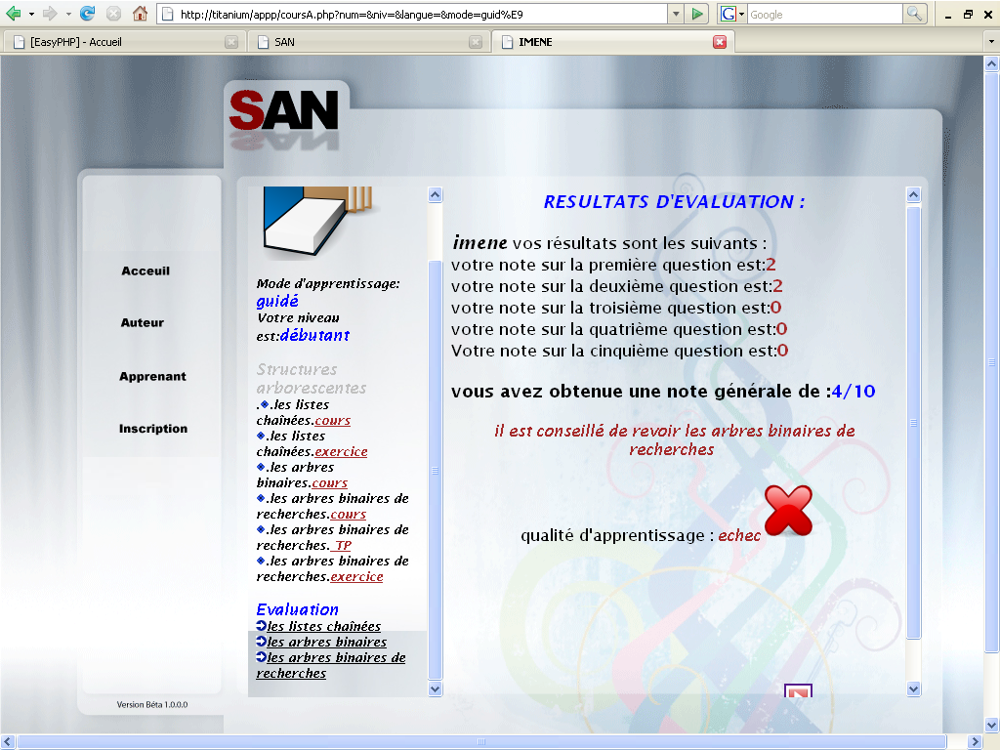 http://titanium/appp/coursA.php?num=&niv=&langue=&mode=guid%E9
G
Google
[EasyPHP] - Accueil
SAN
IMENE
SAN
Acceuil
Auteur
Apprenant
Inscription
Version Béta 1.0.0.0
Mode d'apprentissage:
guidé
Votre niveau
est:débutant
Structures
arborescentes
..les listes
chaînées.cours
.les listes
chaînées.exercice
.les arbres
binaires.cours
.les arbres binaires de
recherches.cours
.les arbres binaires de
recherches. TP
.les arbres binaires de
recherches.exercice
Evaluation
les listes chaînées
les arbres binaires
les arbres binaires de
recherches
RESULTATS D'EVALUATION :
imene vos résultats sont les suivants :
votre note sur la première question est:2
votre note sur la deuxième question est:2
votre note sur la troisième question est:0
votre note sur la quatrième question est:0
Votre note sur la cinquième question est:0
vous avez obtenue une note générale de :4/10
il est conseillé de revoir les arbres binaires de
recherches
qualité d'apprentissage : echec